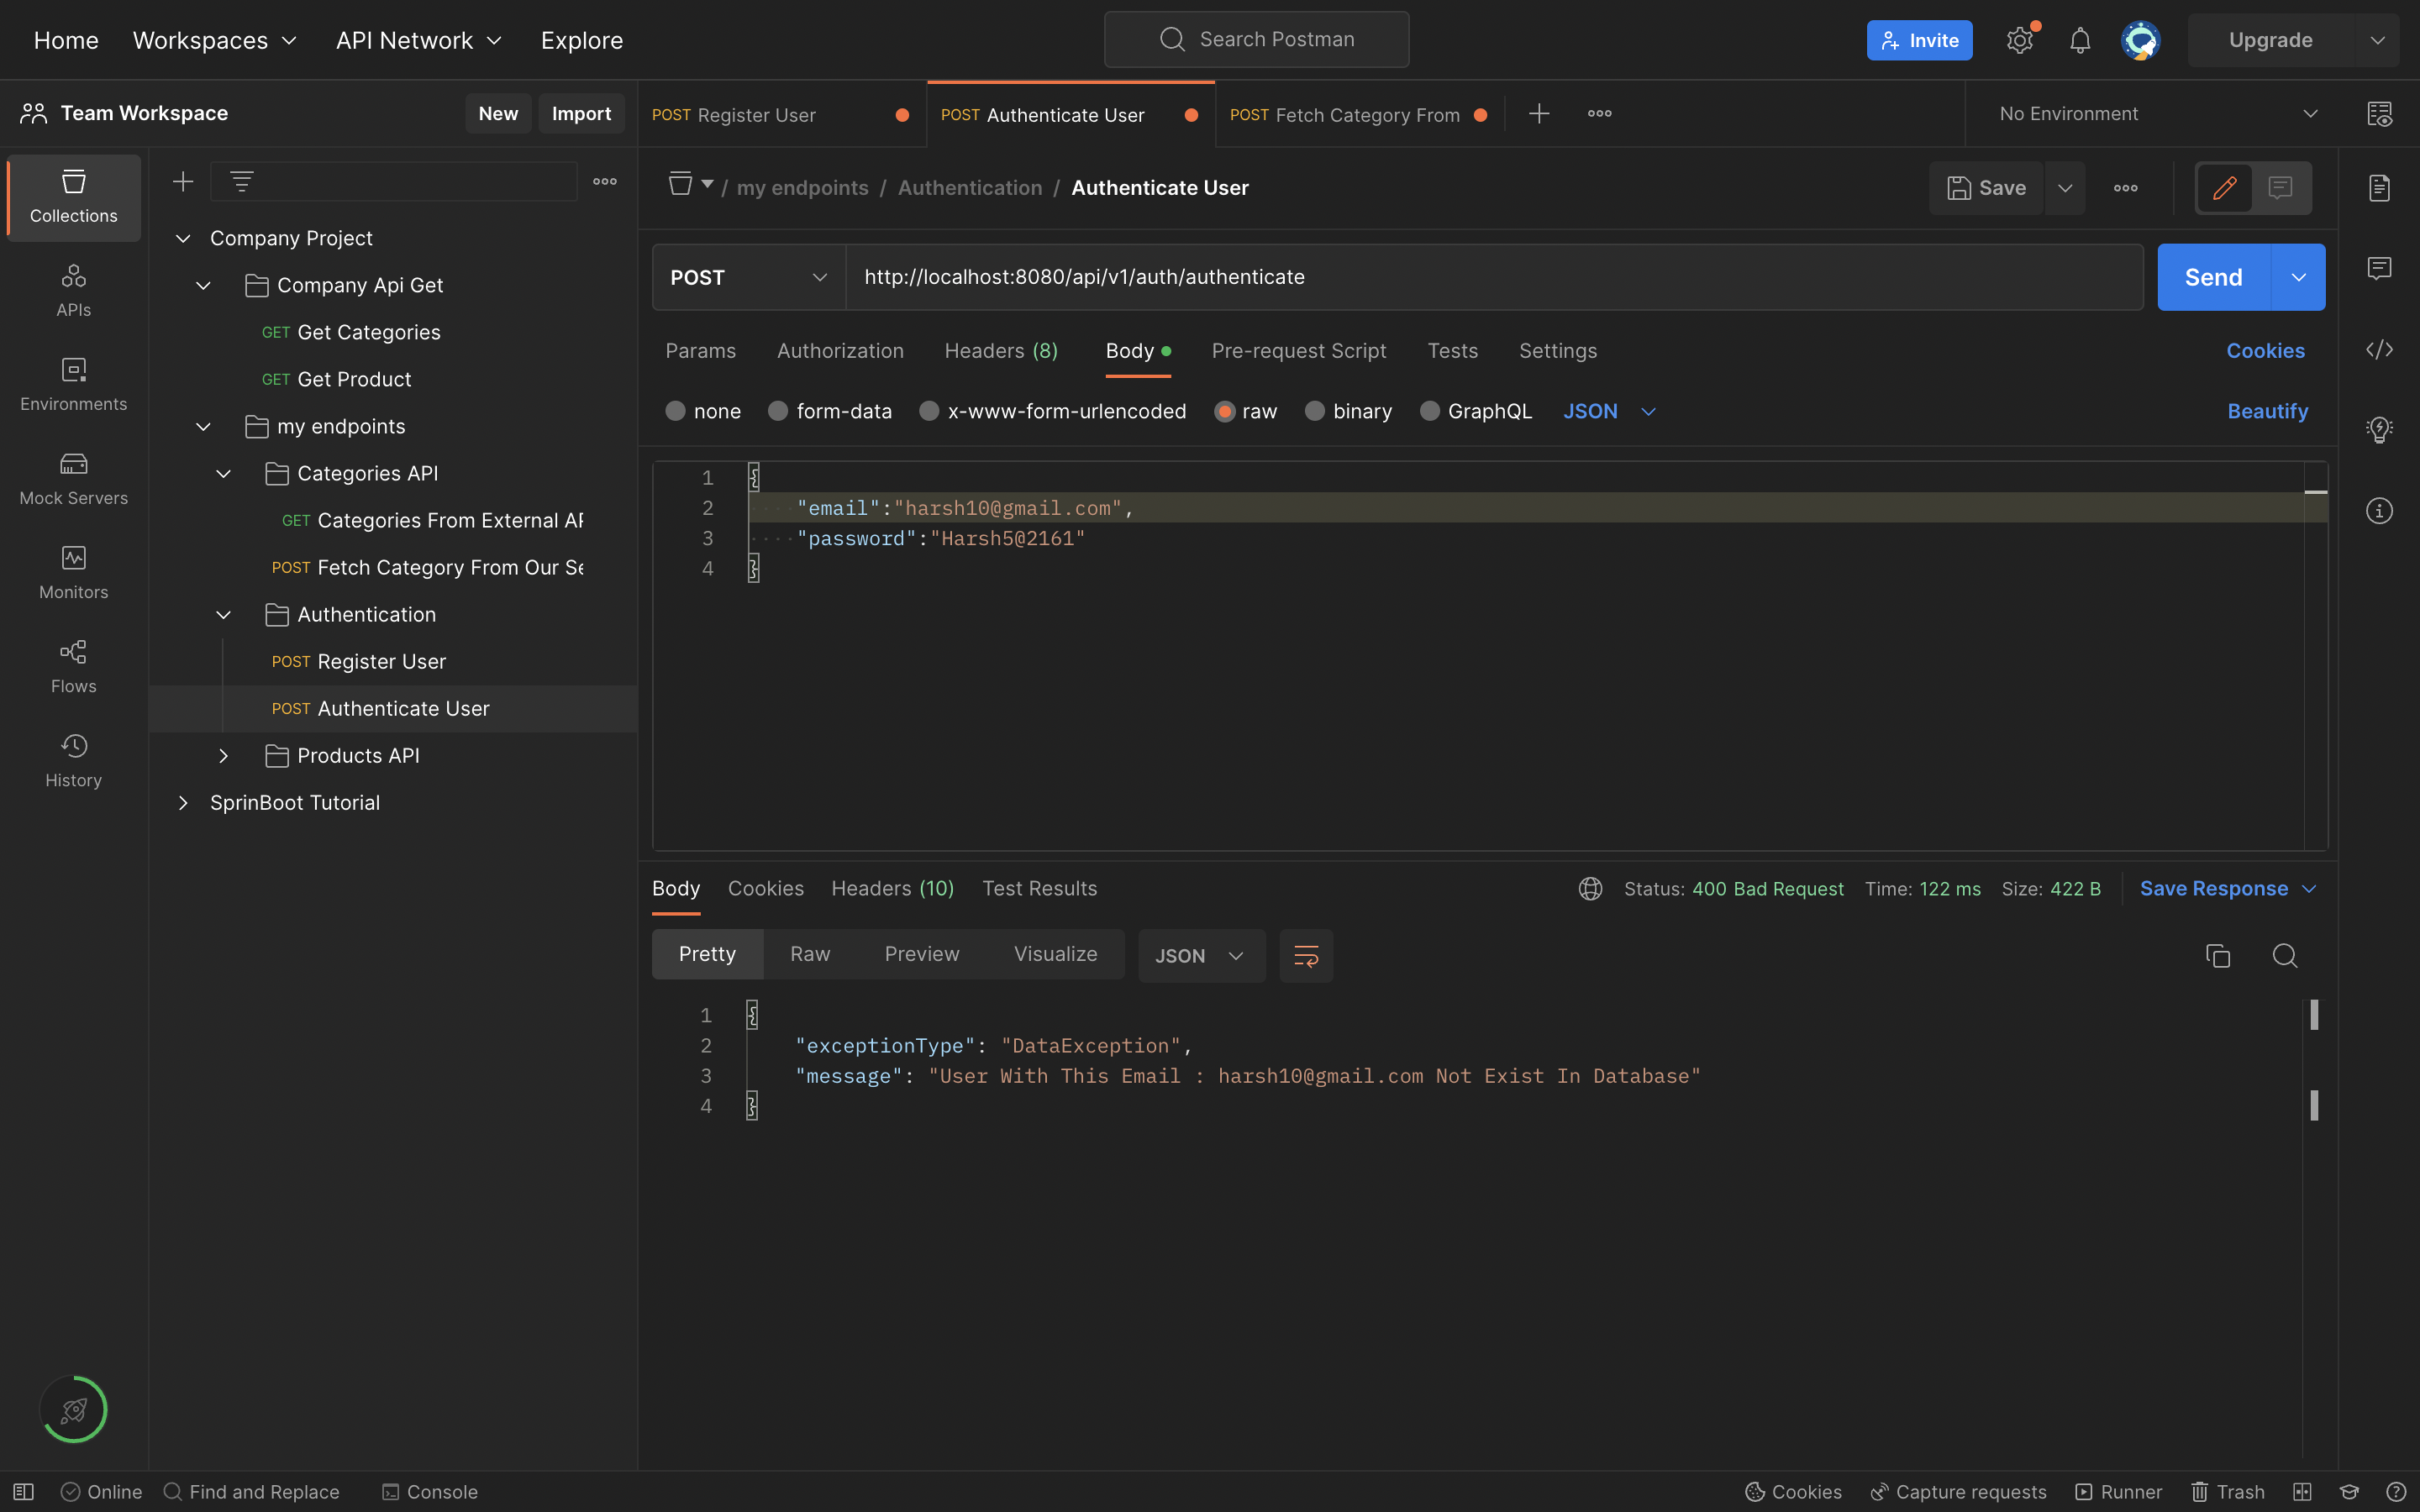 Home Workspaces API Network Explore Search Postman Invite Upgrade
Team Workspace New Import
POST Register User POST Authenticate User POST Fetch Category From No Environment
Collections
APIs
Environments
Mock Servers
Monitors
Flows
History
Company Project
Company Api Get
GET Get Categories
GET Get Product
my endpoints
Categories API
GET Categories From External AP
POST Fetch Category From Our Se
Authentication
POST Register User
POST Authenticate User
Products API
SprinBoot Tutorial
/ my endpoints / Authentication / Authenticate User Save
POST http://localhost:8080/api/v1/auth/authenticate Send
Params Authorization Headers (8) Body Pre-request Script Tests Settings Cookies
none form-data x-www-form-urlencoded raw binary GraphQL JSON Beautify
1 {
2 "email":"harsh10@gmail.com",
3 "password":"Harsh5@2161"
4 }
Body Cookies Headers (10) Test Results Status: 400 Bad Request Time: 122 ms Size: 422 B Save Response
Pretty Raw Preview Visualize JSON
1 {
2 "exceptionType": "DataException",
3 "message": "User With This Email : harsh10@gmail.com Not Exist In Database"
4 }
Online Find and Replace Console Cookies Capture requests Runner Trash